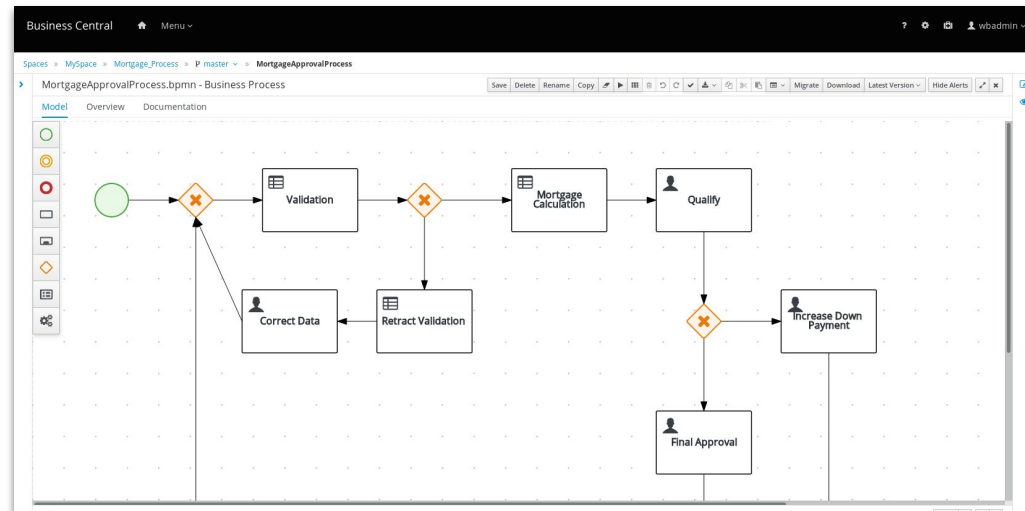 Business Central Menu ? wbadmin
Spaces » MySpace » Mortgage_Process » master » MortgageApprovalProcess
MortgageApprovalProcess.bpmn - Business Process Save Delete Rename Copy Migrate Download Latest Version Hide Alerts
Model Overview Documentation
Validation
Mortgage
Calculation
Qualify
Correct Data
Retract Validation
Increase Down
Payment
Final Approval